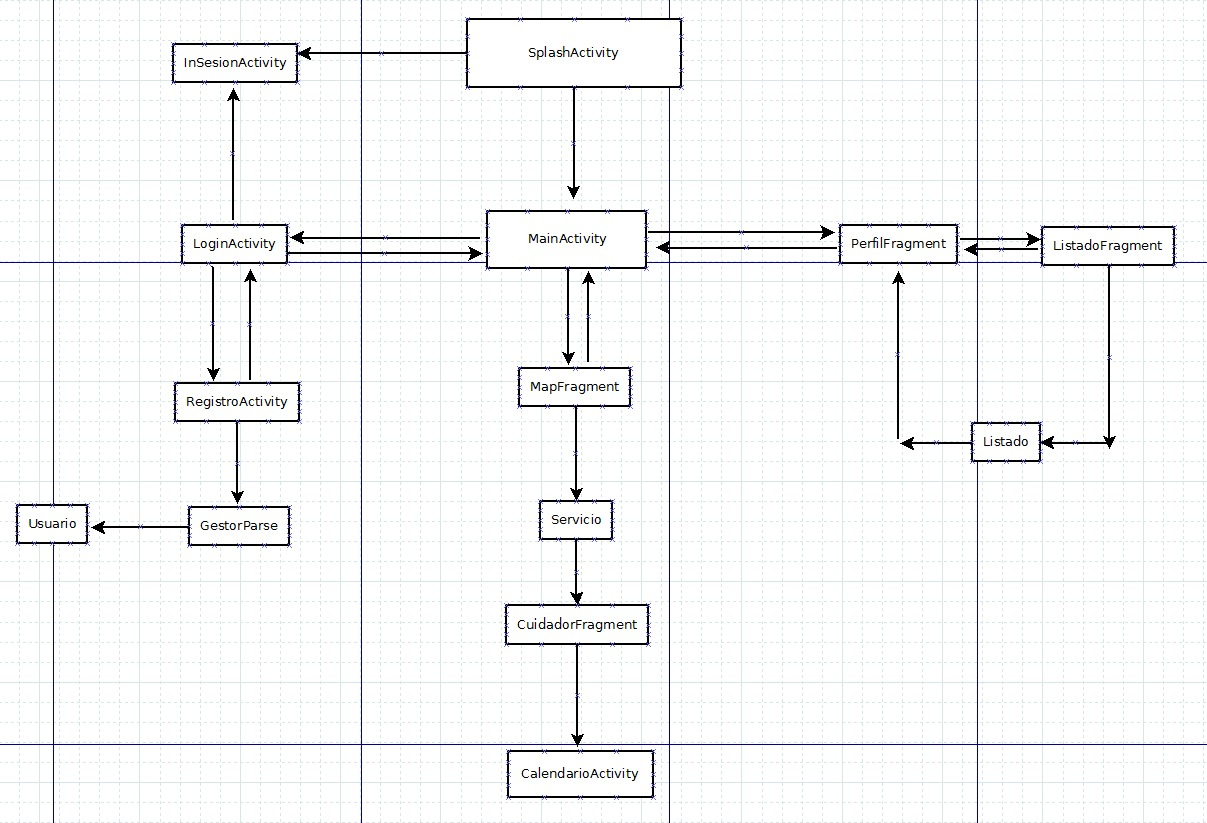 SplashActivity
InSesionActivity
MainActivity
LoginActivity
PerfilFragment
ListadoFragment
MapFragment
RegistroActivity
Listado
Servicio
Usuario
GestorParse
CuidadorFragment
CalendarioActivity